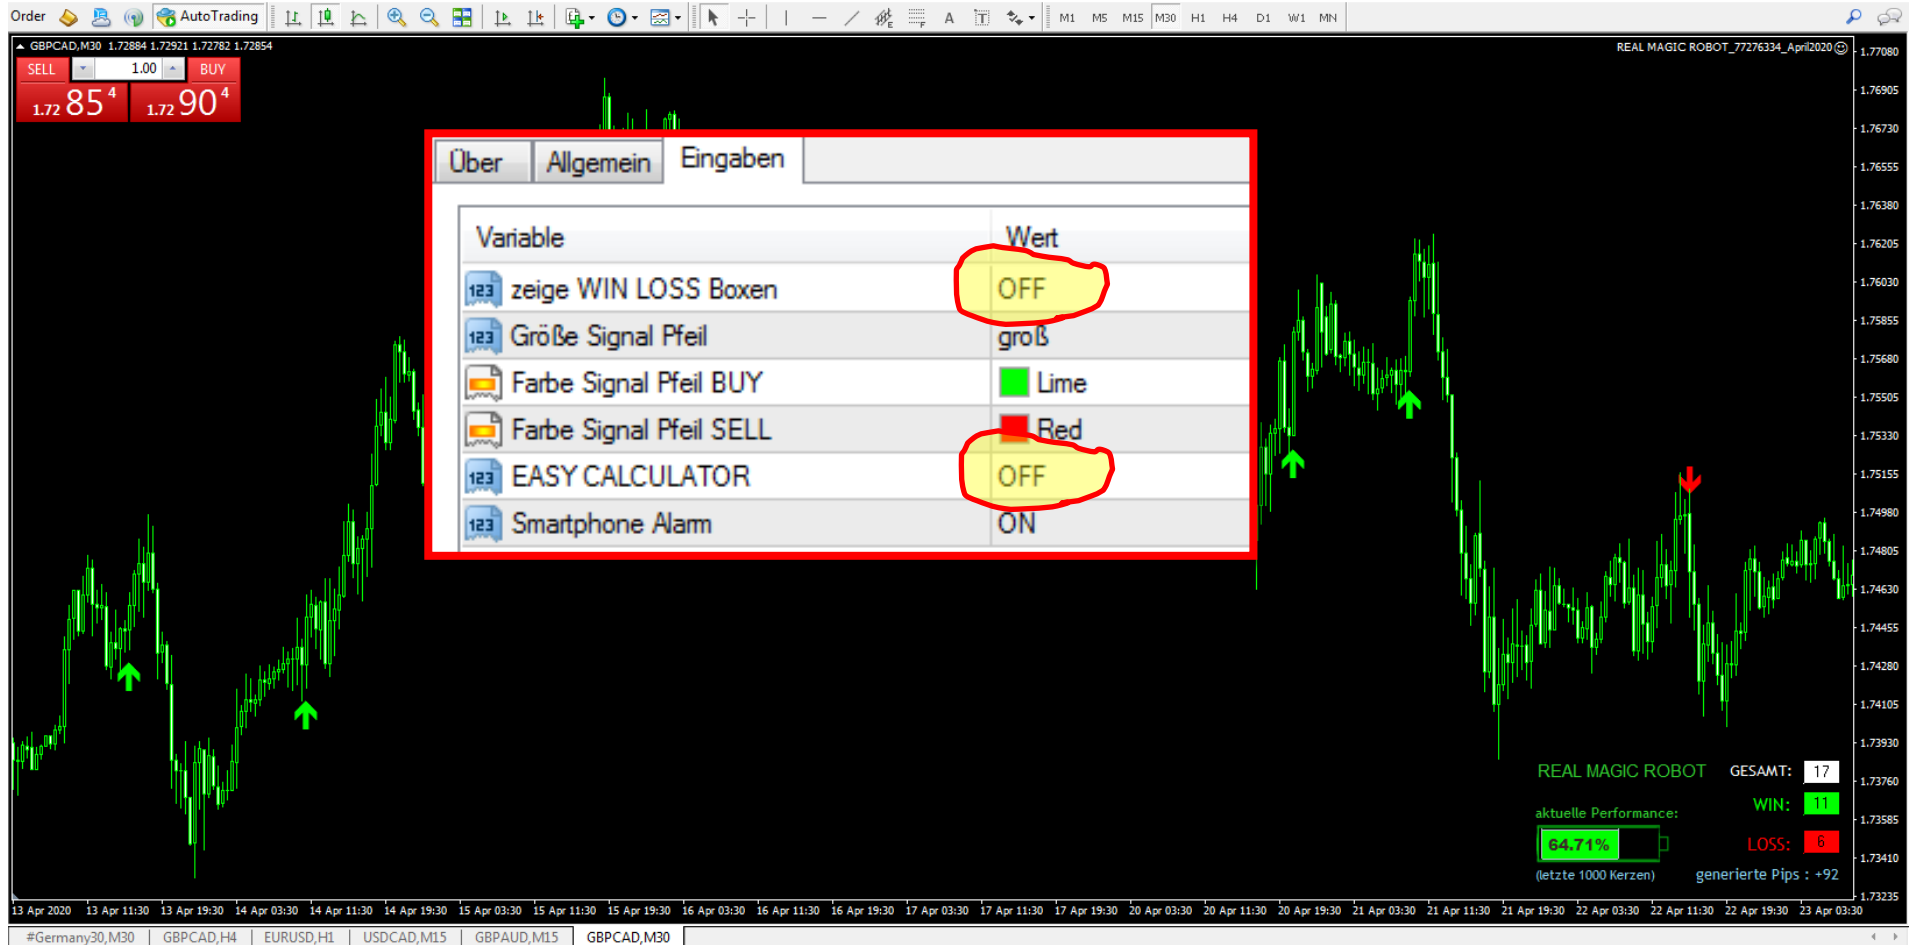 Order AutoTrading A T M1 M5 M15 M30 H1 H4 D1 W1 MN
GBPCAD,M30 1.72884 1.72921 1.72782 1.72854
REAL MAGIC ROBOT_77276334_April2020
SELL 1.00 BUY
1.72 85 4 1.72 90 4
Über Allgemein Eingaben
Variable Wert
zeige WIN LOSS Boxen OFF
Größe Signal Pfeil groß
Farbe Signal Pfeil BUY Lime
Farbe Signal Pfeil SELL Red
EASY CALCULATOR OFF
Smartphone Alarm ON
1.77080
1.76905
1.76730
1.76555
1.76380
1.76205
1.76030
1.75855
1.75680
1.75505
1.75330
1.75155
1.74980
1.74805
1.74630
1.74455
1.74280
1.74105
1.73930
1.73760
1.73585
1.73410
1.73235
REAL MAGIC ROBOT GESAMT: 17
WIN: 11
aktuelle Performance:
64.71% LOSS: 6
(letzte 1000 Kerzen) generierte Pips : +92
13 Apr 2020 13 Apr 11:30 13 Apr 19:30 14 Apr 03:30 14 Apr 11:30 14 Apr 19:30 15 Apr 03:30 15 Apr 11:30 15 Apr 19:30 16 Apr 03:30 16 Apr 11:30 16 Apr 19:30 17 Apr 03:30 17 Apr 11:30 17 Apr 19:30 20 Apr 03:30 20 Apr 11:30 20 Apr 19:30 21 Apr 03:30 21 Apr 11:30 21 Apr 19:30 22 Apr 03:30 22 Apr 11:30 22 Apr 19:30 23 Apr 03:30
#Germany30,M30 GBPCAD,H4 EURUSD,H1 USDCAD,M15 GBPAUD,M15 GBPCAD,M30